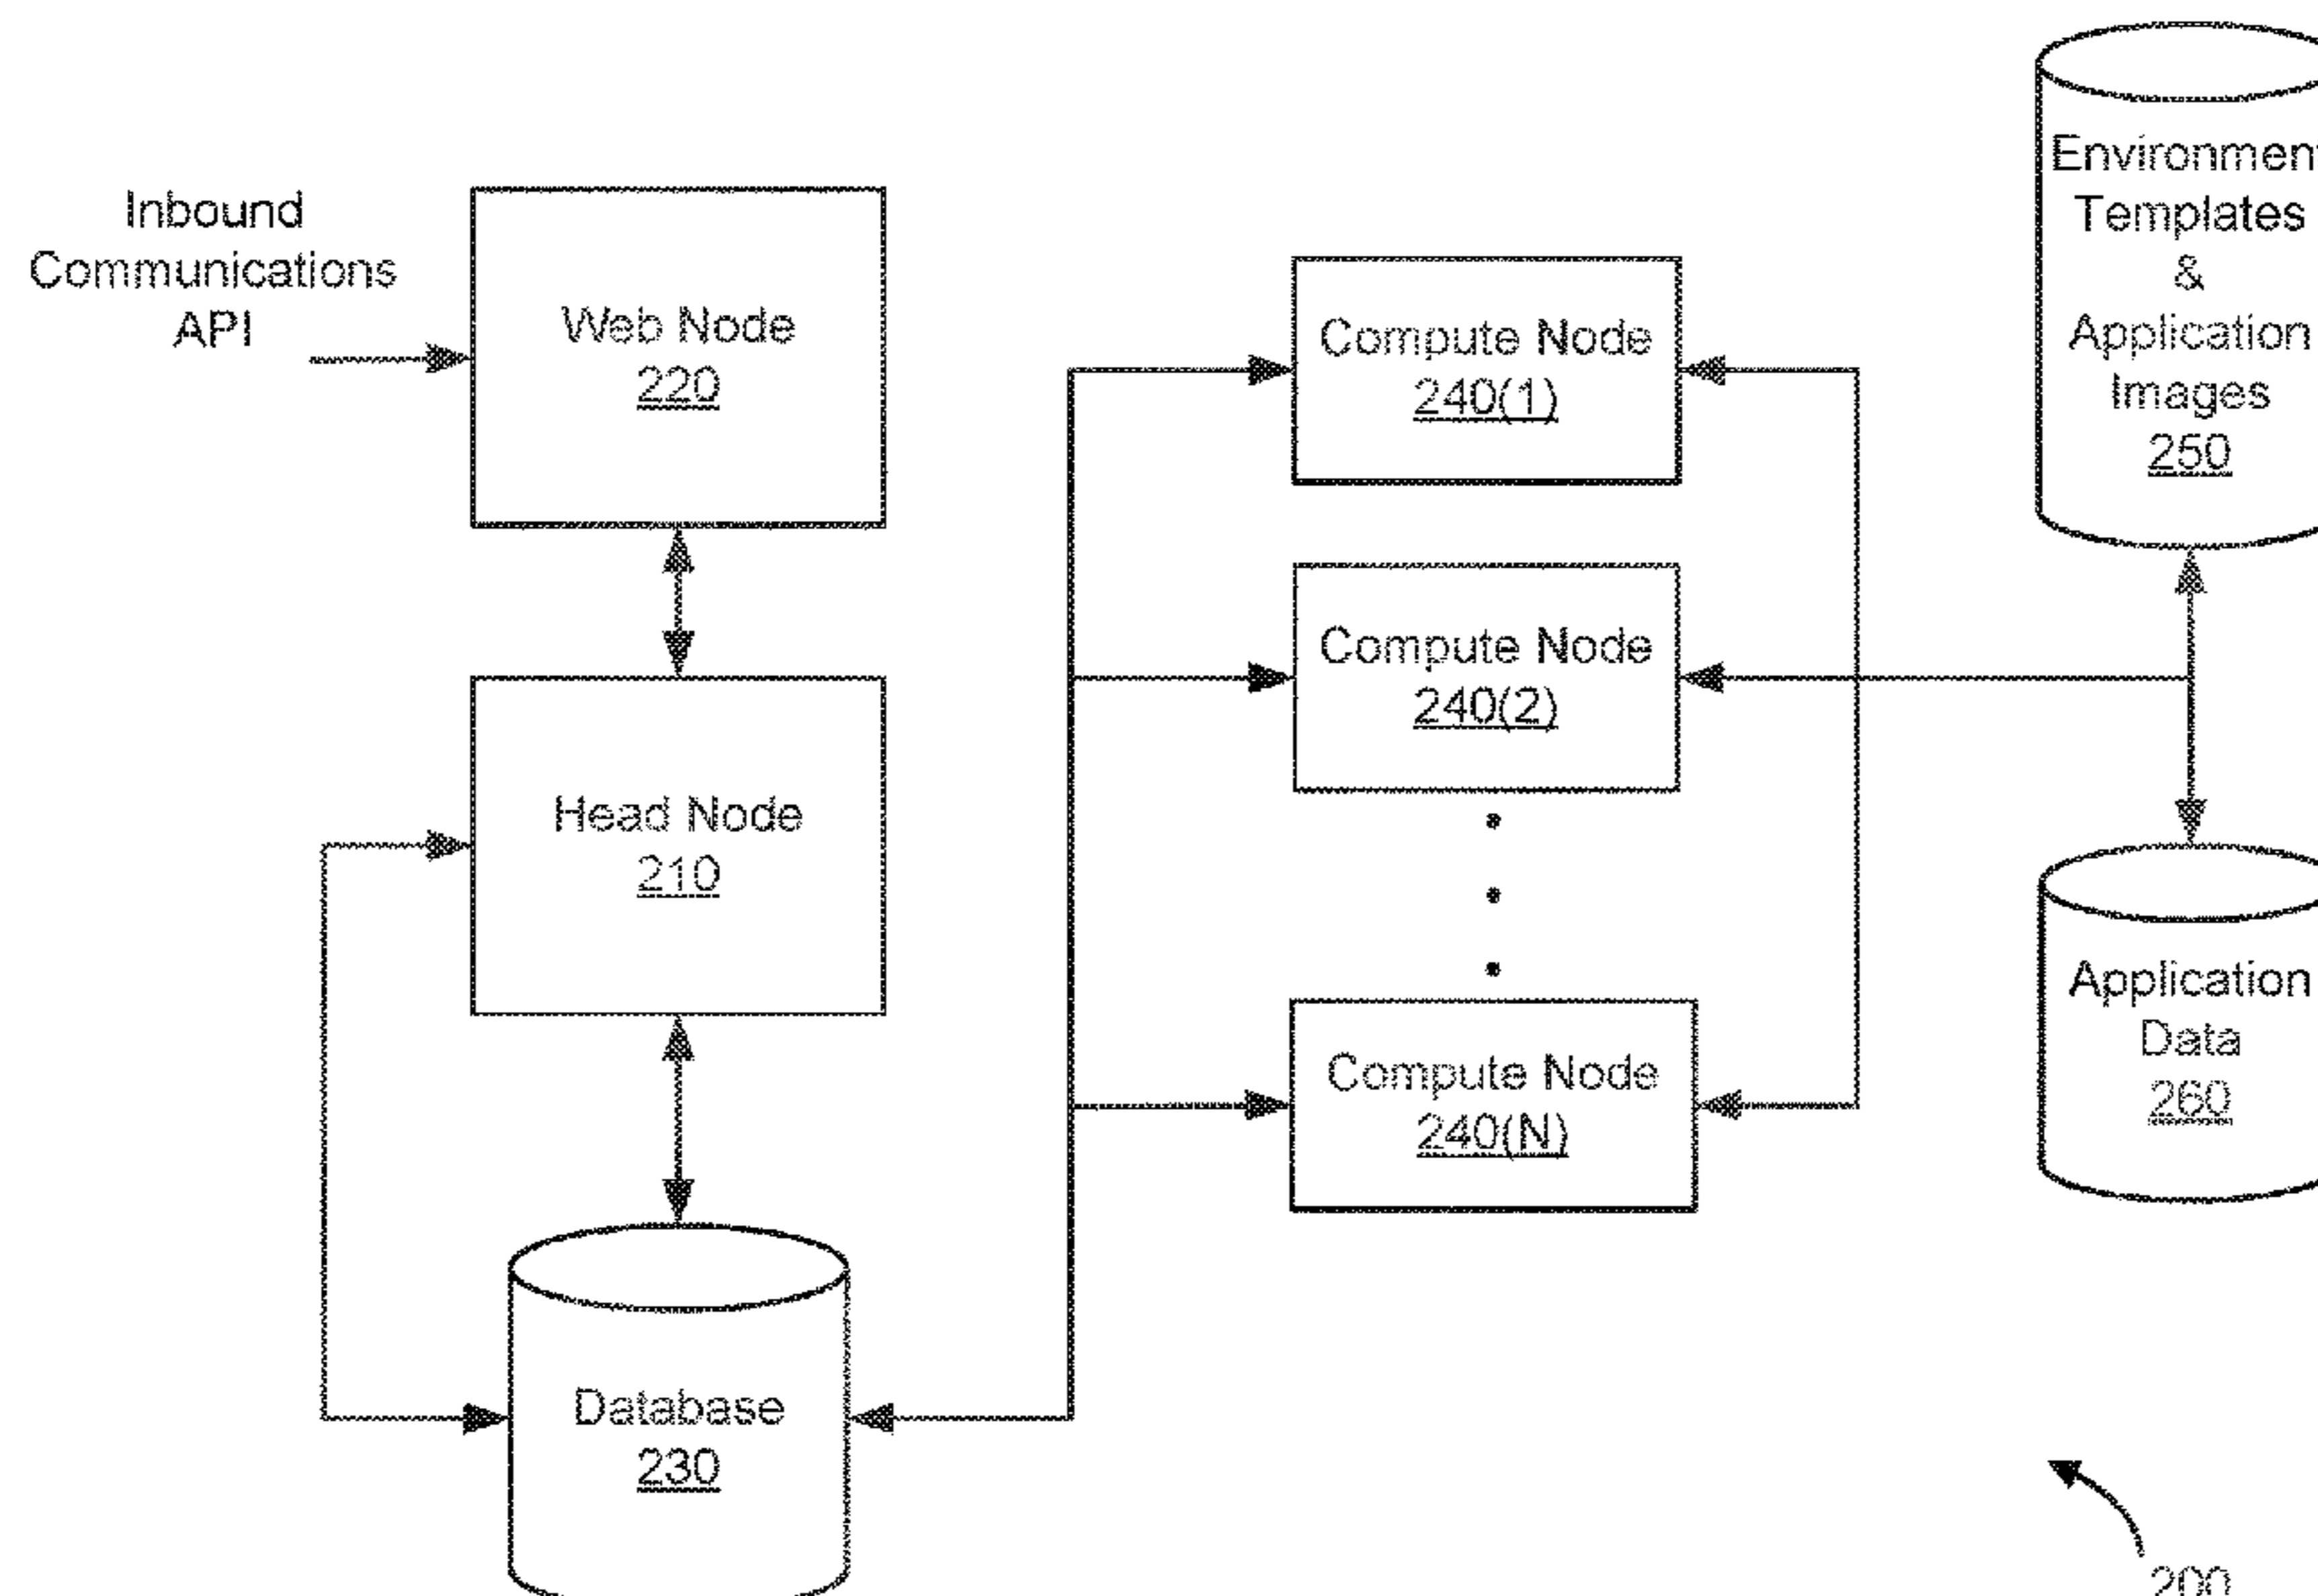 Inbound
Communications
API
Web Node
220
Head Node
210
Database
230
Compute Node
240(1)
Compute Node
240(2)
Compute Node
240(N)
Environment
Templates
&
Application
Images
250
Application
Data
260
200